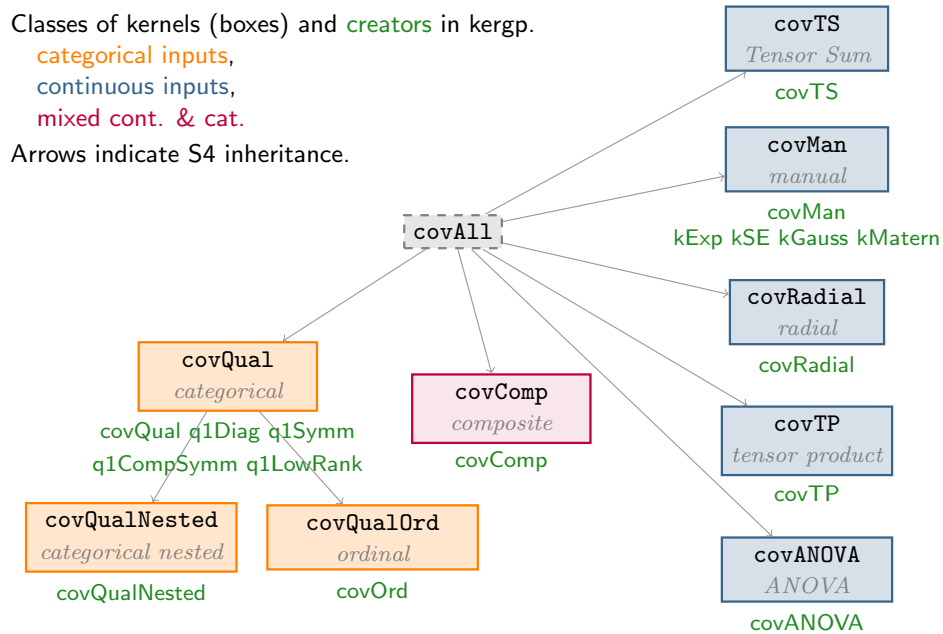 Classes of kernels (boxes) and creators in kergp.
categorical inputs,
continuous inputs,
mixed cont. & cat.
Arrows indicate S4 inheritance.
covTS
Tensor Sum
covTS
covMan
manual
covMan
kExp kSE kGauss kMatern
covAll
covRadial
radial
covRadial
covQual
categorical
covQual q1Diag q1Symm
q1CompSymm q1LowRank
covComp
composite
covComp
covTP
tensor product
covTP
covQualNested
categorical nested
covQualNested
covQualOrd
ordinal
covOrd
covANOVA
ANOVA
covANOVA